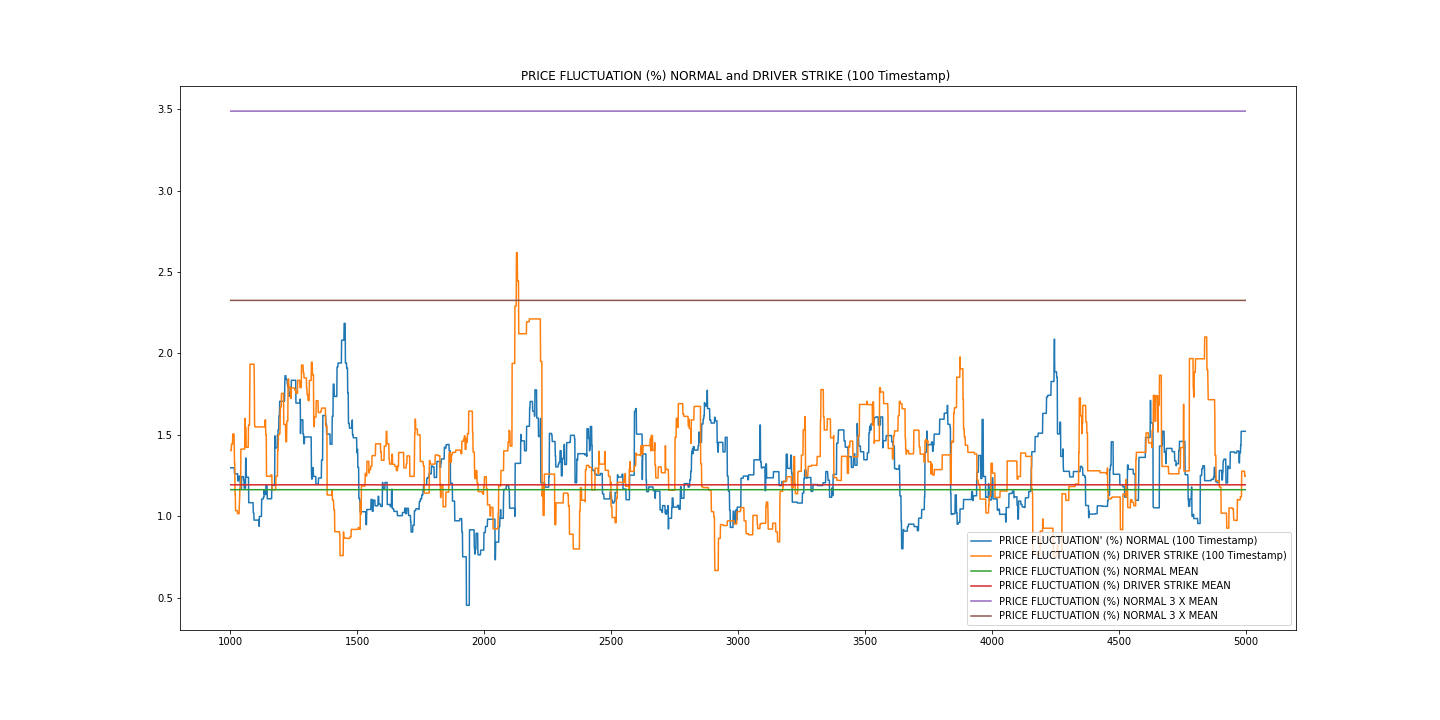 PRICE FLUCTUATION (%) NORMAL and DRIVER STRIKE (100 Timestamp)
3.5
3.0
2.5
2.0
1.5
1.0
0.5
PRICE FLUCTUATION' (%) NORMAL (100 Timestamp)
PRICE FLUCTUATION (%) DRIVER STRIKE (100 Timestamp)
PRICE FLUCTUATION (%) NORMAL MEAN
PRICE FLUCTUATION (%) DRIVER STRIKE MEAN
PRICE FLUCTUATION (%) NORMAL 3 X MEAN
PRICE FLUCTUATION (%) NORMAL 3 X MEAN
1000 1500 2000 2500 3000 3500 4000 4500 5000